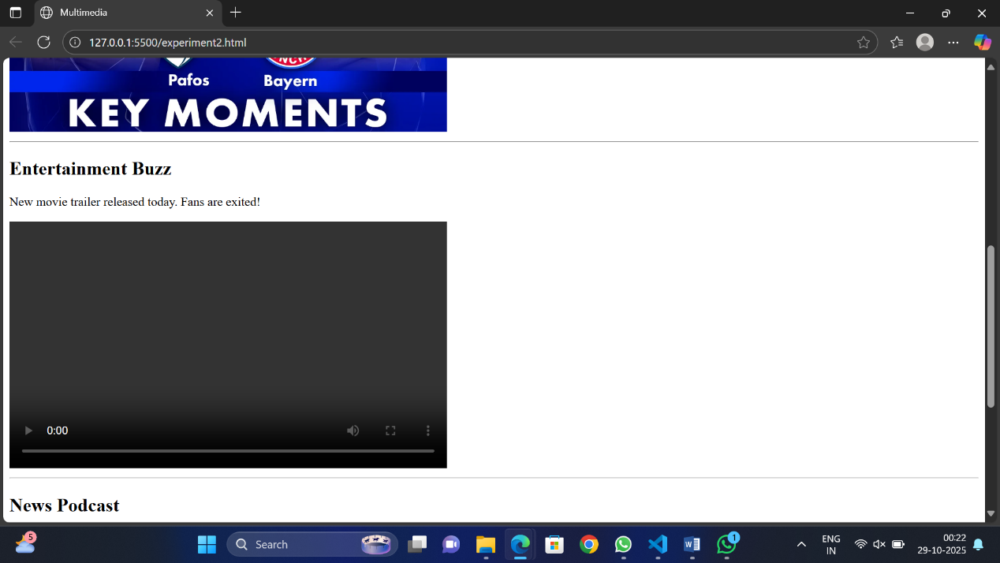 Multimedia
127.0.0.1:5500/experiment2.html
Pafos Bayern
KEY MOMENTS
Entertainment Buzz
New movie trailer released today. Fans are exited!
0:00
News Podcast
5
Search
1
ENG
IN
00:22
29-10-2025